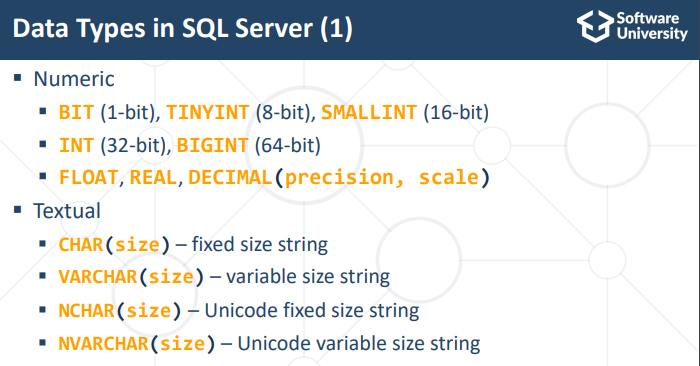 Data Types in SQL Server (1)
Software
University
▪ Numeric
▪ BIT (1-bit), TINYINT (8-bit), SMALLINT (16-bit)
▪ INT (32-bit), BIGINT (64-bit)
▪ FLOAT, REAL, DECIMAL(precision, scale)
▪ Textual
▪ CHAR(size) – fixed size string
▪ VARCHAR(size) – variable size string
▪ NCHAR(size) – Unicode fixed size string
▪ NVARCHAR(size) – Unicode variable size string